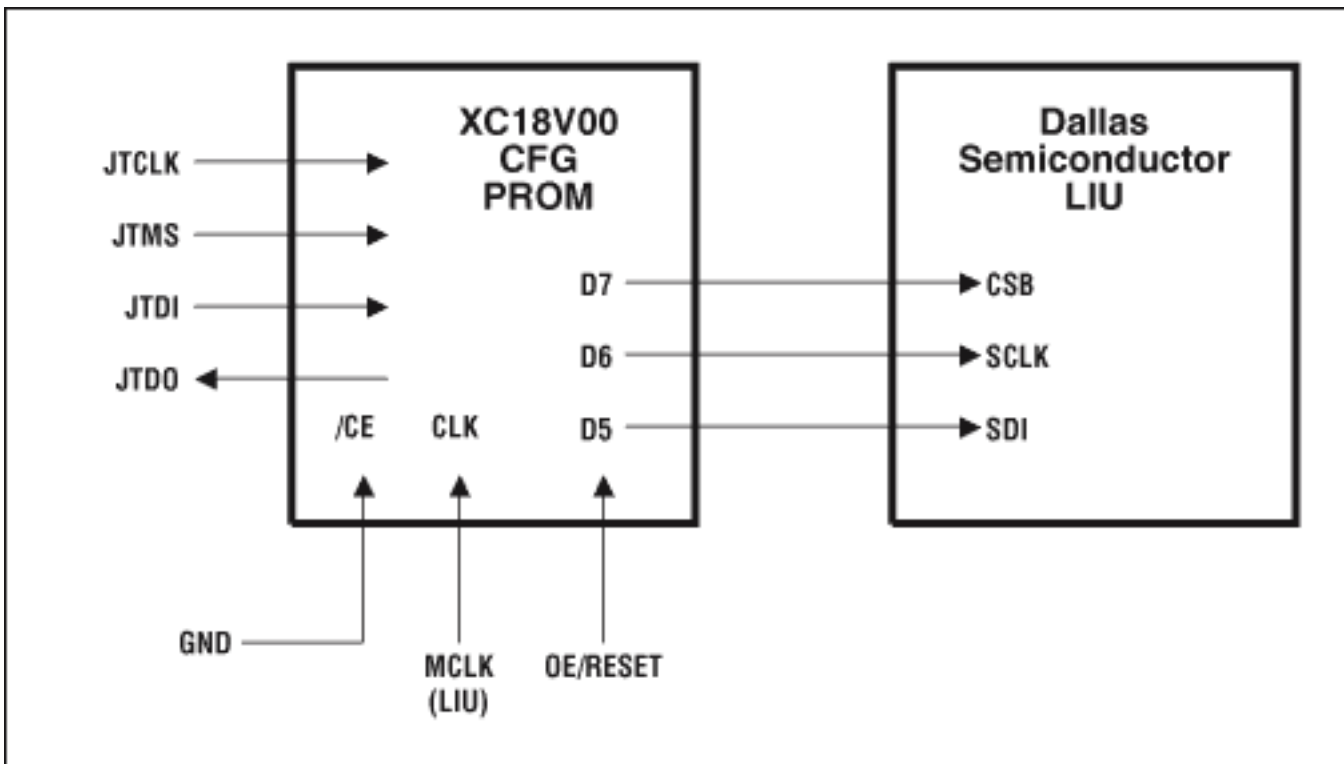 XC18V00
CFG
PROM
Dallas
Semiconductor
LIU
JTCLK
JTMS
JTDI
JTDO
D7
CSB
D6
SCLK
/CE
CLK
D5
SDI
GND
MCLK
(LIU)
OE/RESET